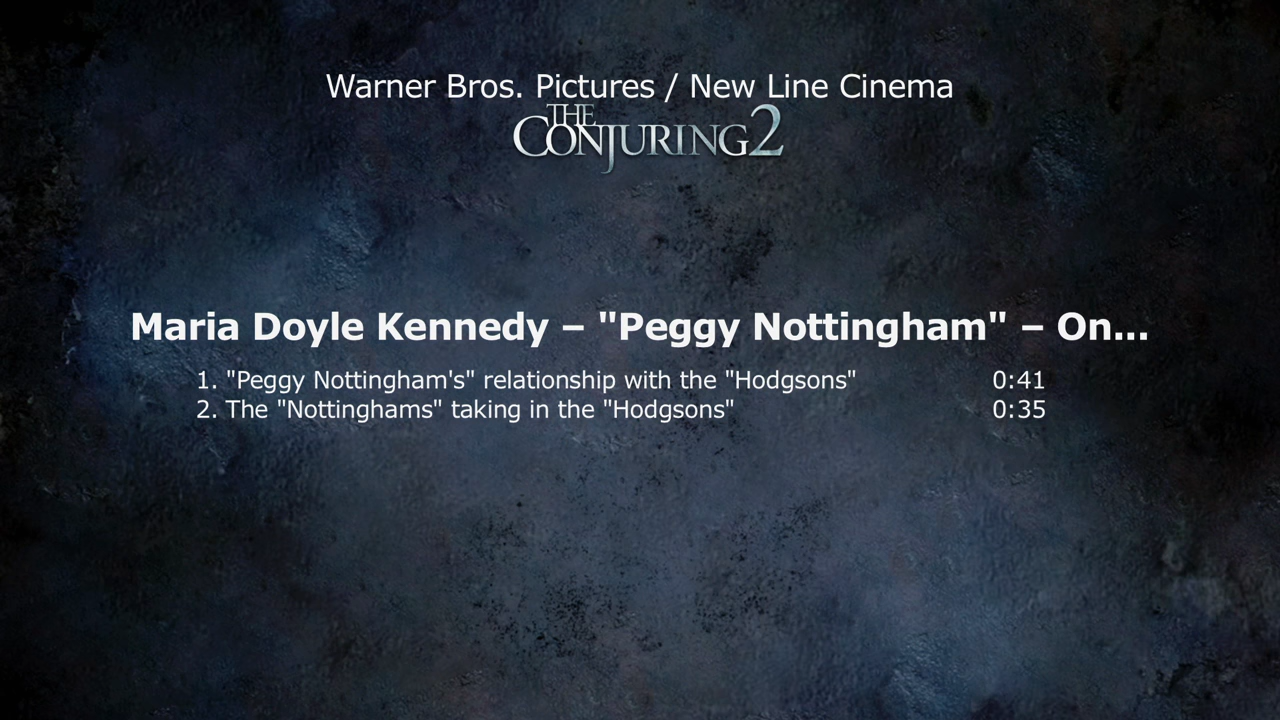 Warner Bros. Pictures / New Line Cinema
THE
CONJURING 2
Maria Doyle Kennedy – "Peggy Nottingham" – On...
1. "Peggy Nottingham's" relationship with the "Hodgsons" 0:41
2. The "Nottinghams" taking in the "Hodgsons" 0:35